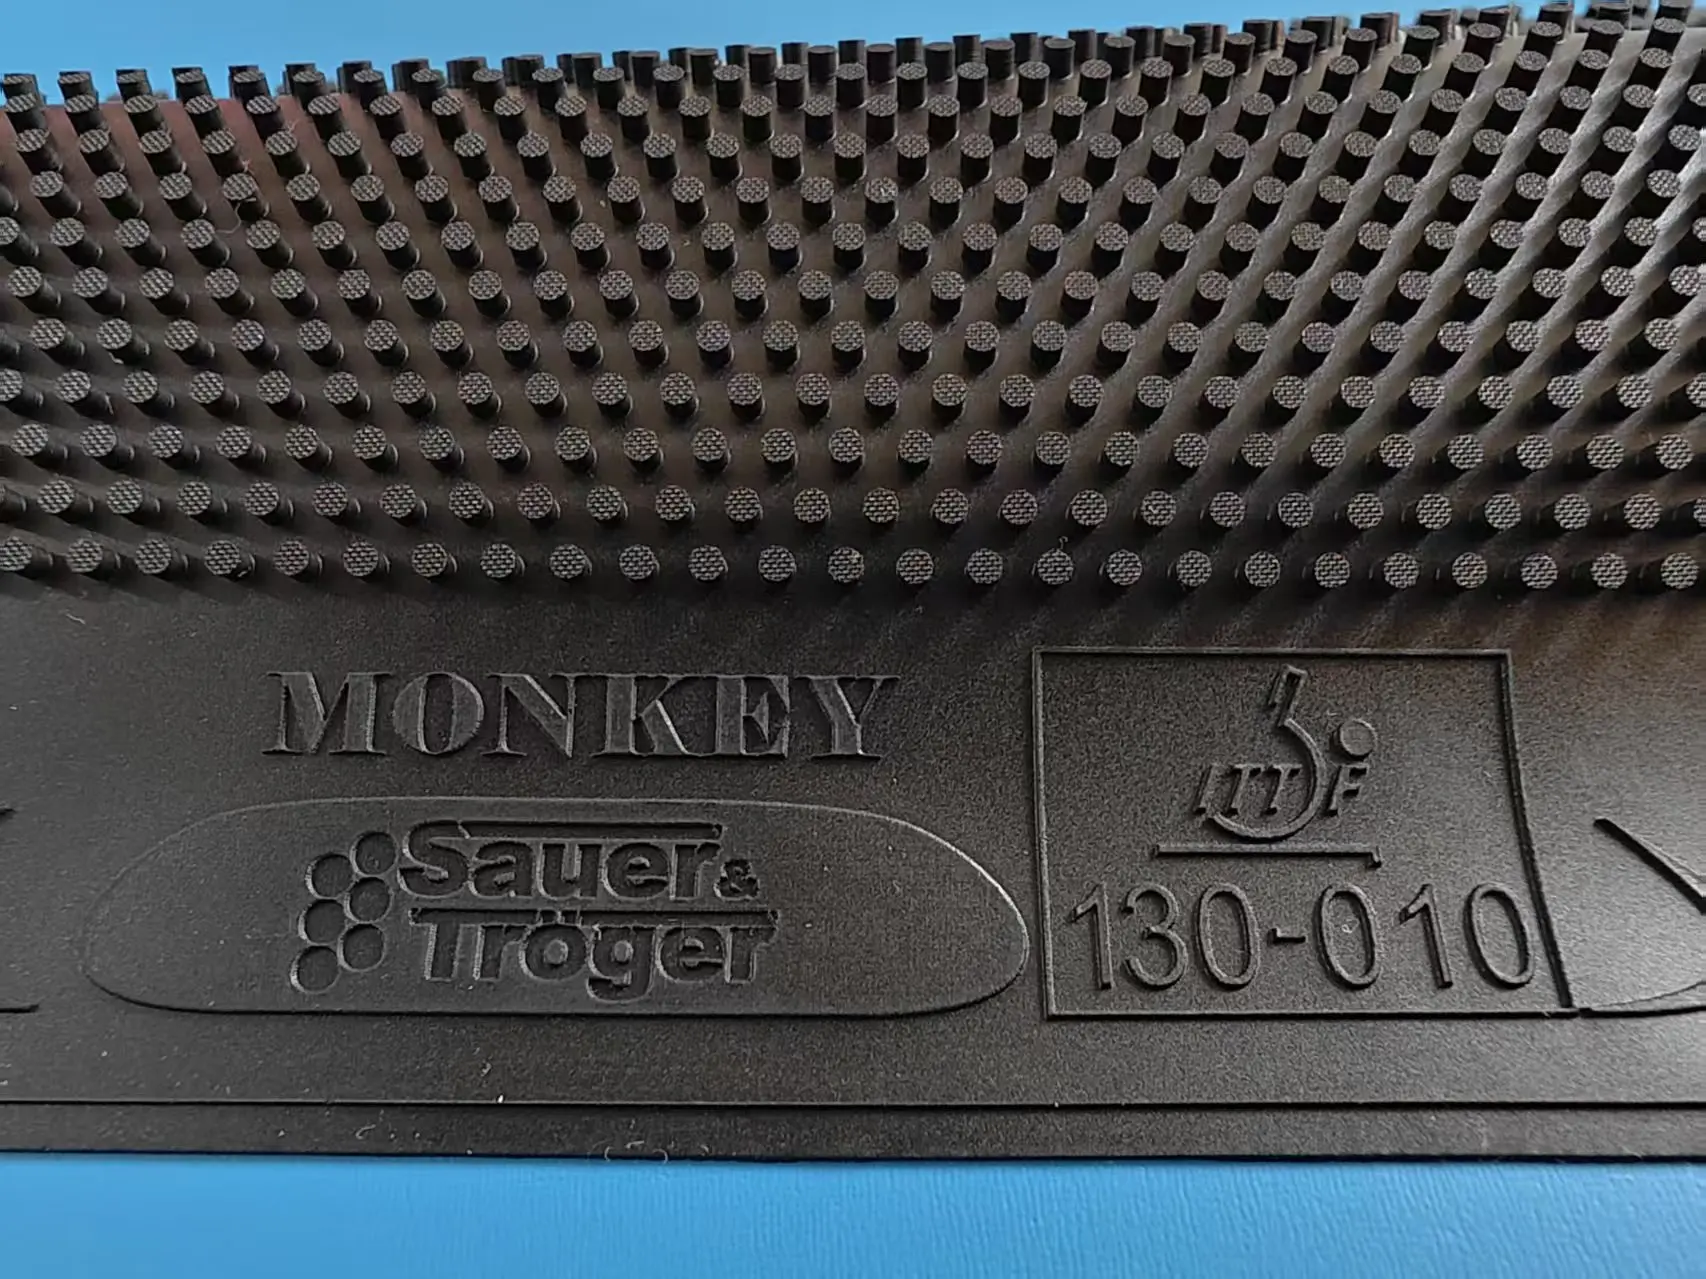 MONKEY
Sauer &
Tröger
ITTF
130-010